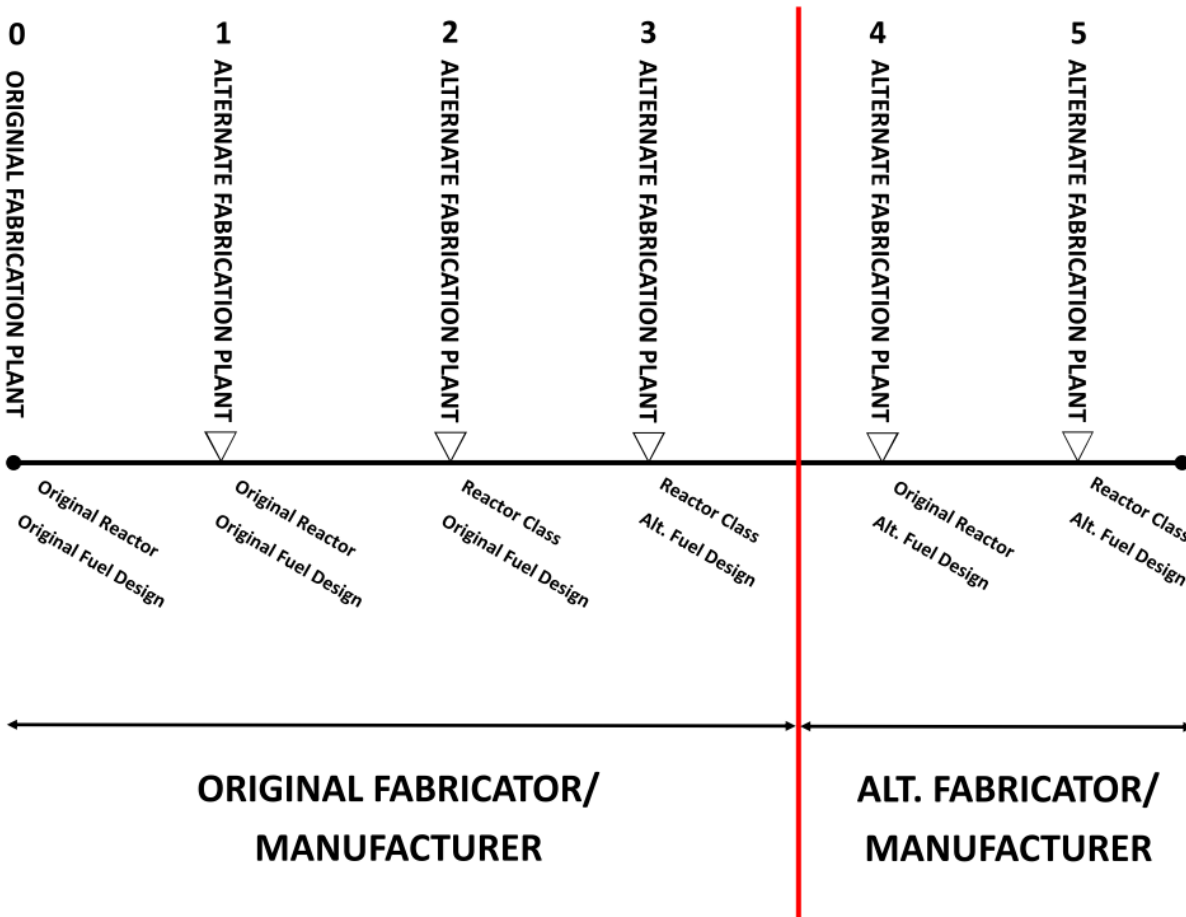 0
ORIGNIAL FABRICATION PLANT
1
ALTERNATE FABRICATION PLANT
2
ALTERNATE FABRICATION PLANT
3
ALTERNATE FABRICATION PLANT
4
ALTERNATE FABRICATION PLANT
5
ALTERNATE FABRICATION PLANT
Original Reactor
Original Fuel Design
Original Reactor
Original Fuel Design
Reactor Class
Original Fuel Design
Reactor Class
Alt. Fuel Design
Original Reactor
Alt. Fuel Design
Reactor Class
Alt. Fuel Design
ORIGINAL FABRICATOR/
MANUFACTURER
ALT. FABRICATOR/
MANUFACTURER